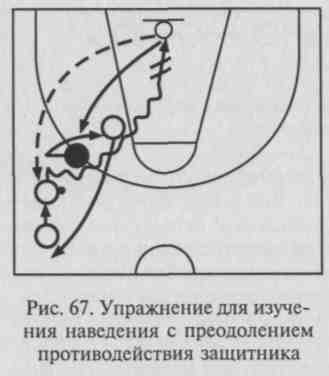 Рис. 67. Упражнение для изуче-
ния наведения с преодолением
противодействия защитника